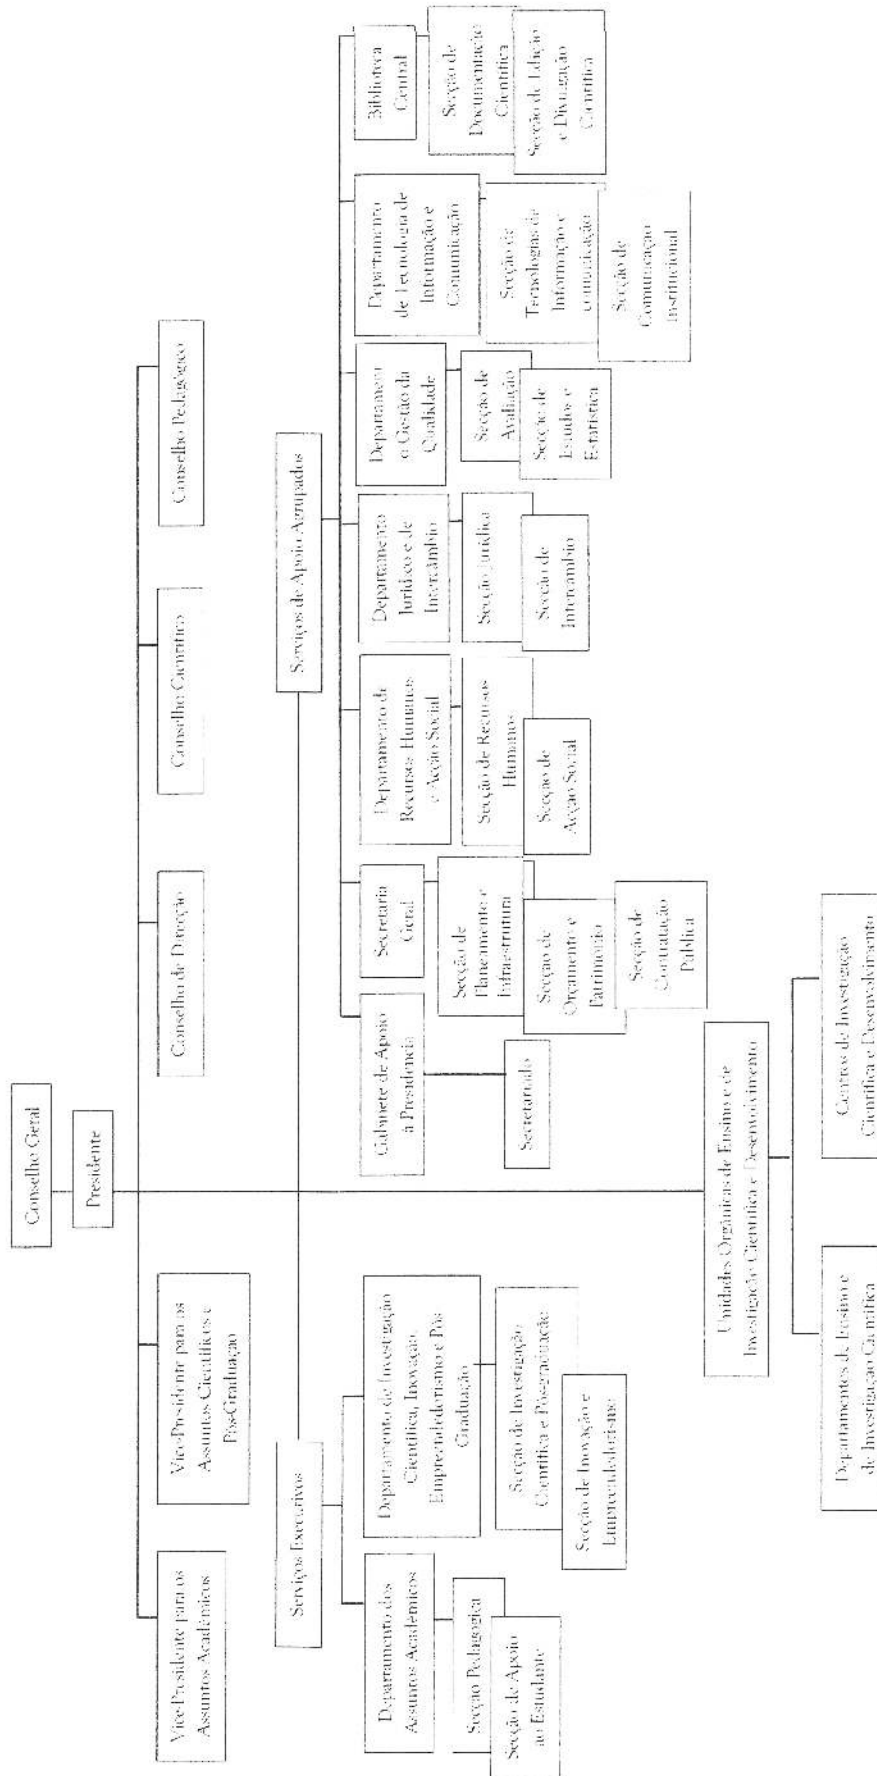 Conselho Geral
Presidente
Vice-Presidente para os
Assuntos Académicos
Vice-Presidente para os
Assuntos Científicos e
Pós-Graduação
Conselho de Direcção
Conselho Científico
Conselho Pedagógico
Serviços Executivos
Serviços de Apoio Agrupados
Departamento dos
Assuntos Académicos
Secção Pedagógica
Secção de Apoio
ao Estudante
Departamento de Investigação
Científica, Inovação,
Empreendedorismo e Pós
Graduação
Secção de Investigação
Científica e Pós-graduação
Secção de Inovação e
Empreendedorismo
Gabinete de Apoio
à Presidência
Secretariado
Secretaria
Geral
Secção de
Planeamento e
Infraestrutura
Secção de
Orçamento e
Património
Secção de
Contratação
Pública
Departamento de
Recursos Humanos
e Acção Social
Secção de Recursos
Humanos
Secção de
Acção Social
Departamento
Jurídico e de
Intercâmbio
Secção Jurídica
Secção de
Intercâmbio
Departament
o Gestão da
Qualidade
Secção de
Avaliação
Secção de
Estudos e
Estatística
Departamento
de Tecnologia de
Informação e
Comunicação
Secção de
Tecnologias de
Informação e
comunicação
Secção de
Comunicação
Institucional
Biblioteca
Central
Secção de
Documentação
Científica
Secção de Edição
e Divulgação
Científica
Unidades Orgânicas de Ensino e de
Investigação Científica e Desenvolvimento
Departamentos de Ensino e
de Investigação Científica
Centros de Investigação
Científica e Desenvolvimento